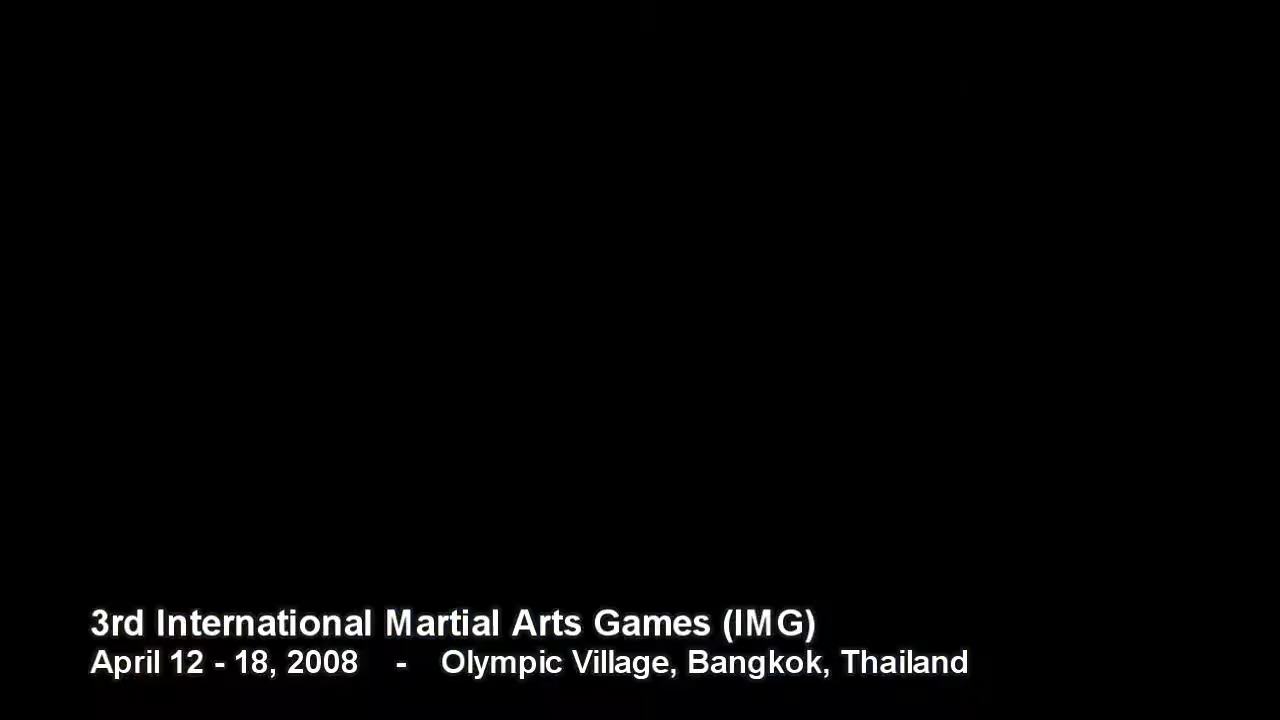 3rd International Martial Arts Games (IMG)
April 12 - 18, 2008 - Olympic Village, Bangkok, Thailand